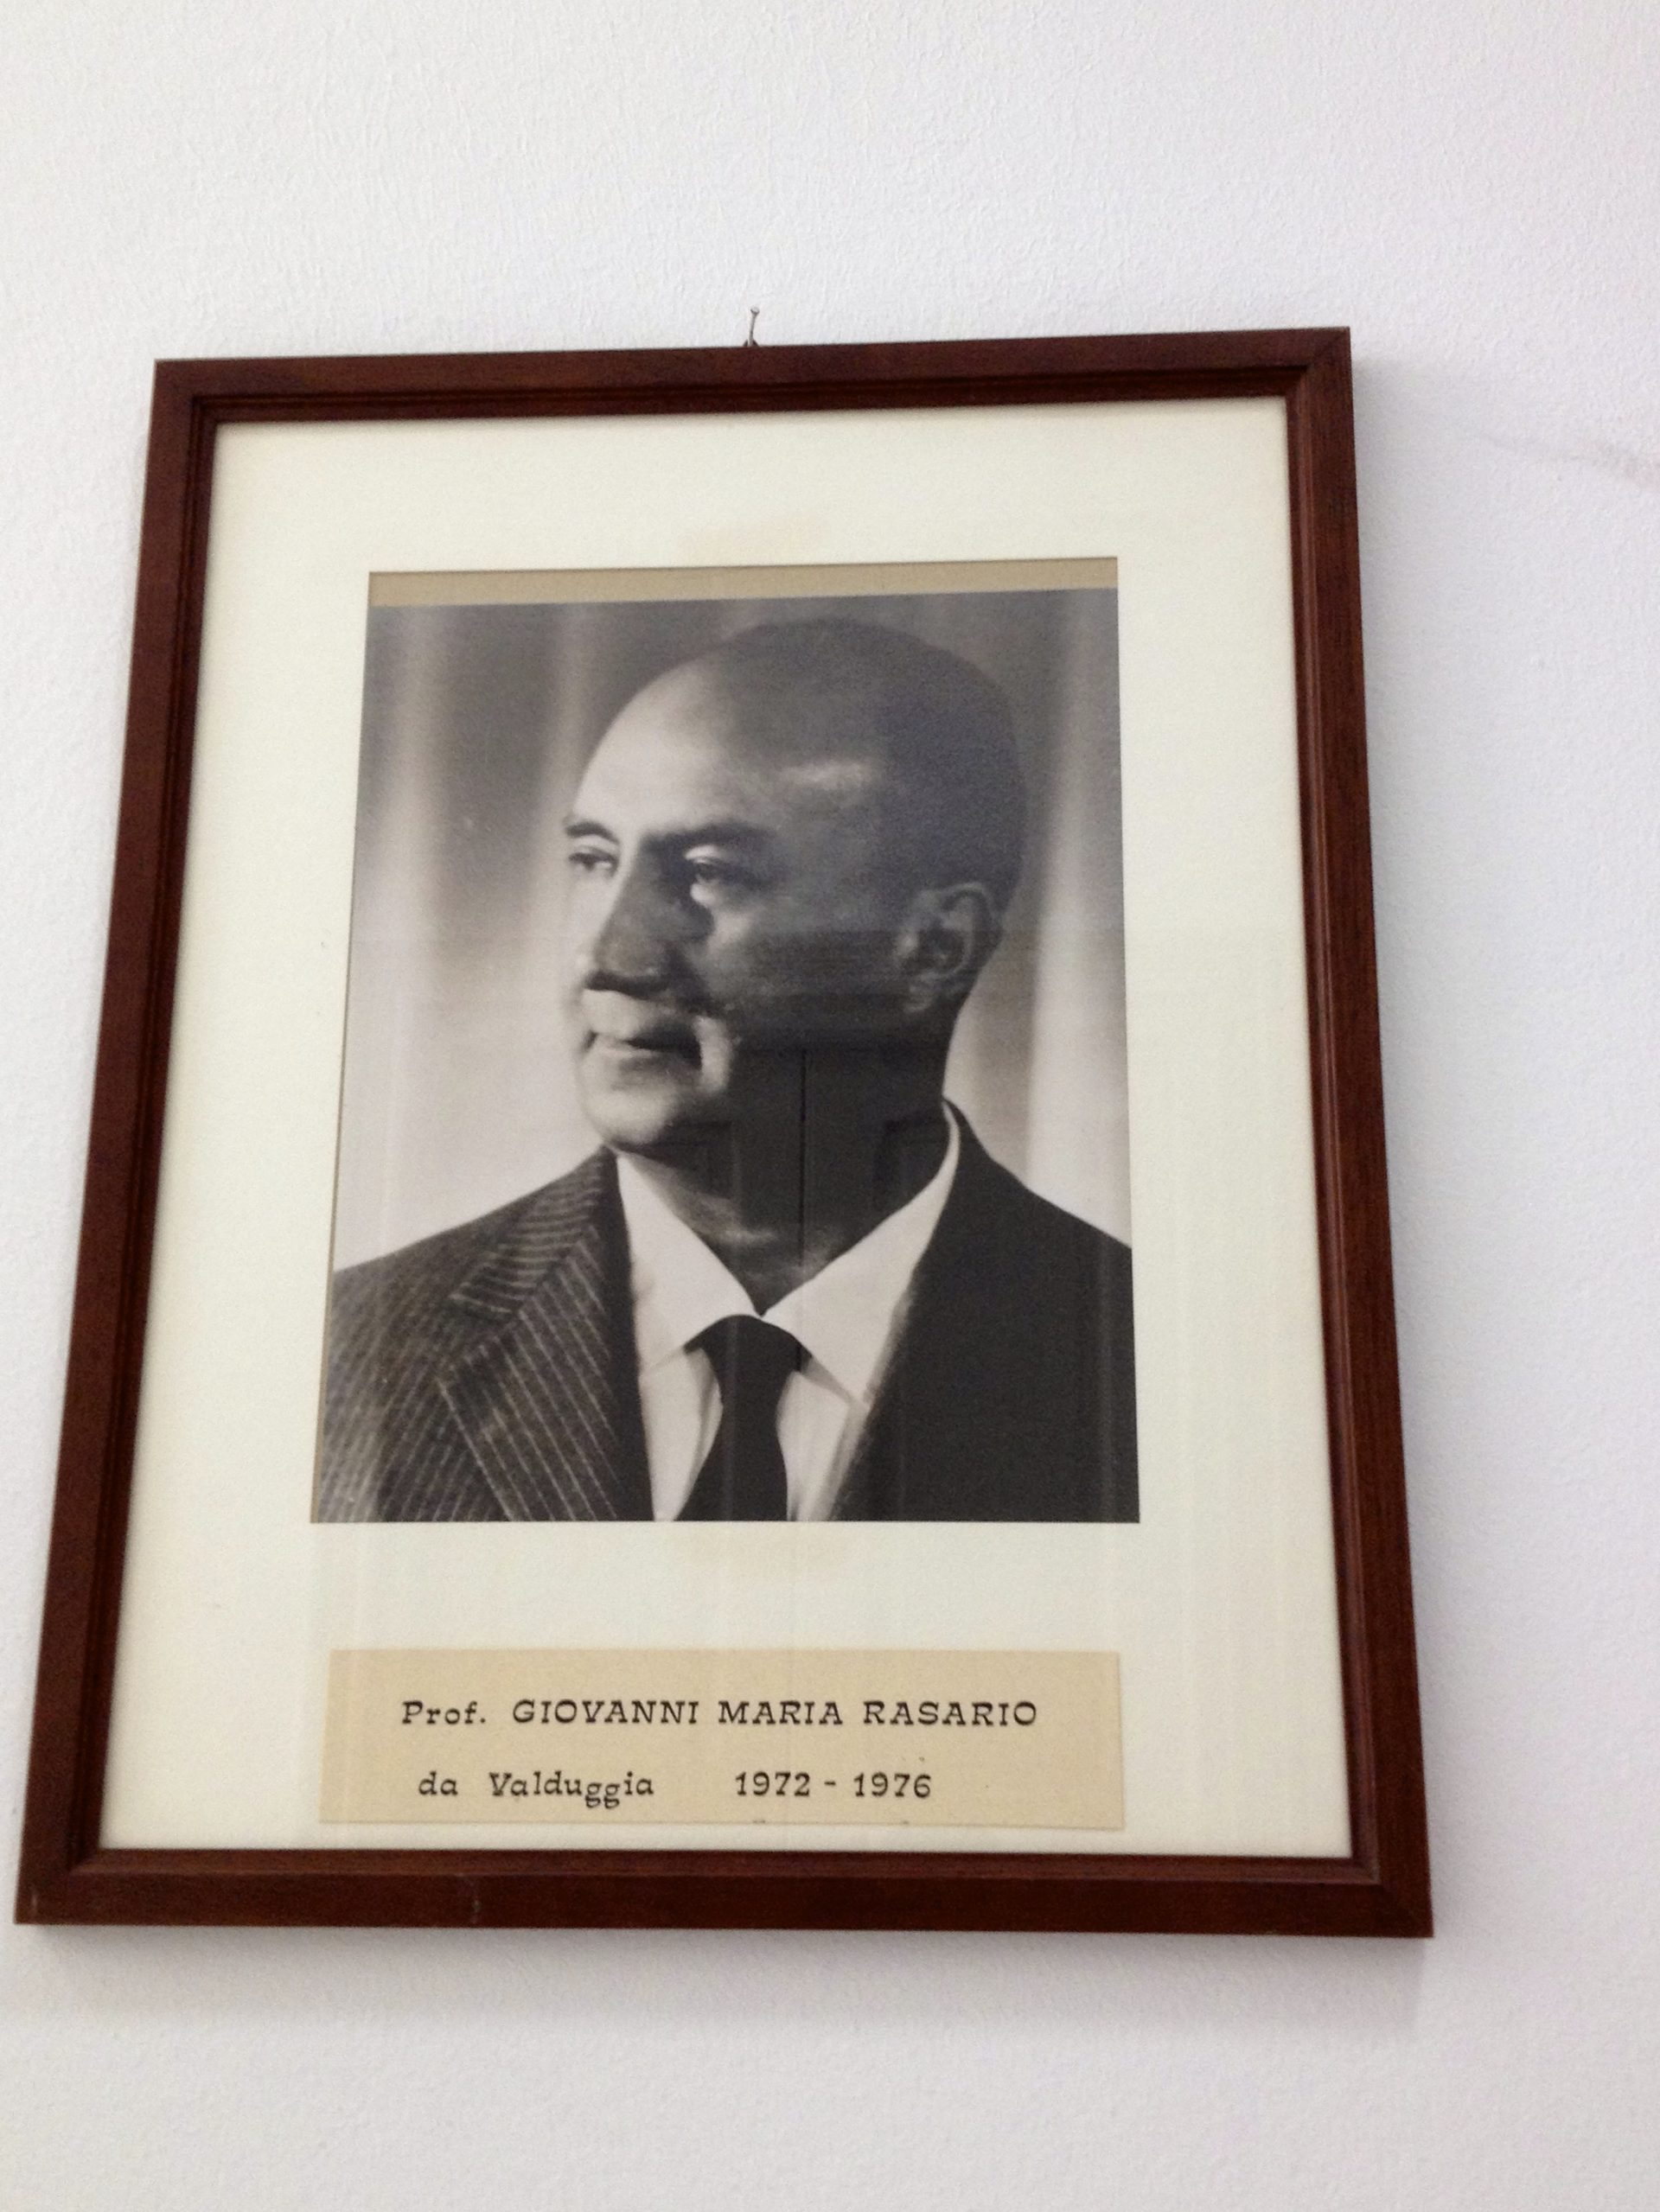 Prof. GIOVANNI MARIA RASARIO
da Valduggia 1972 - 1976